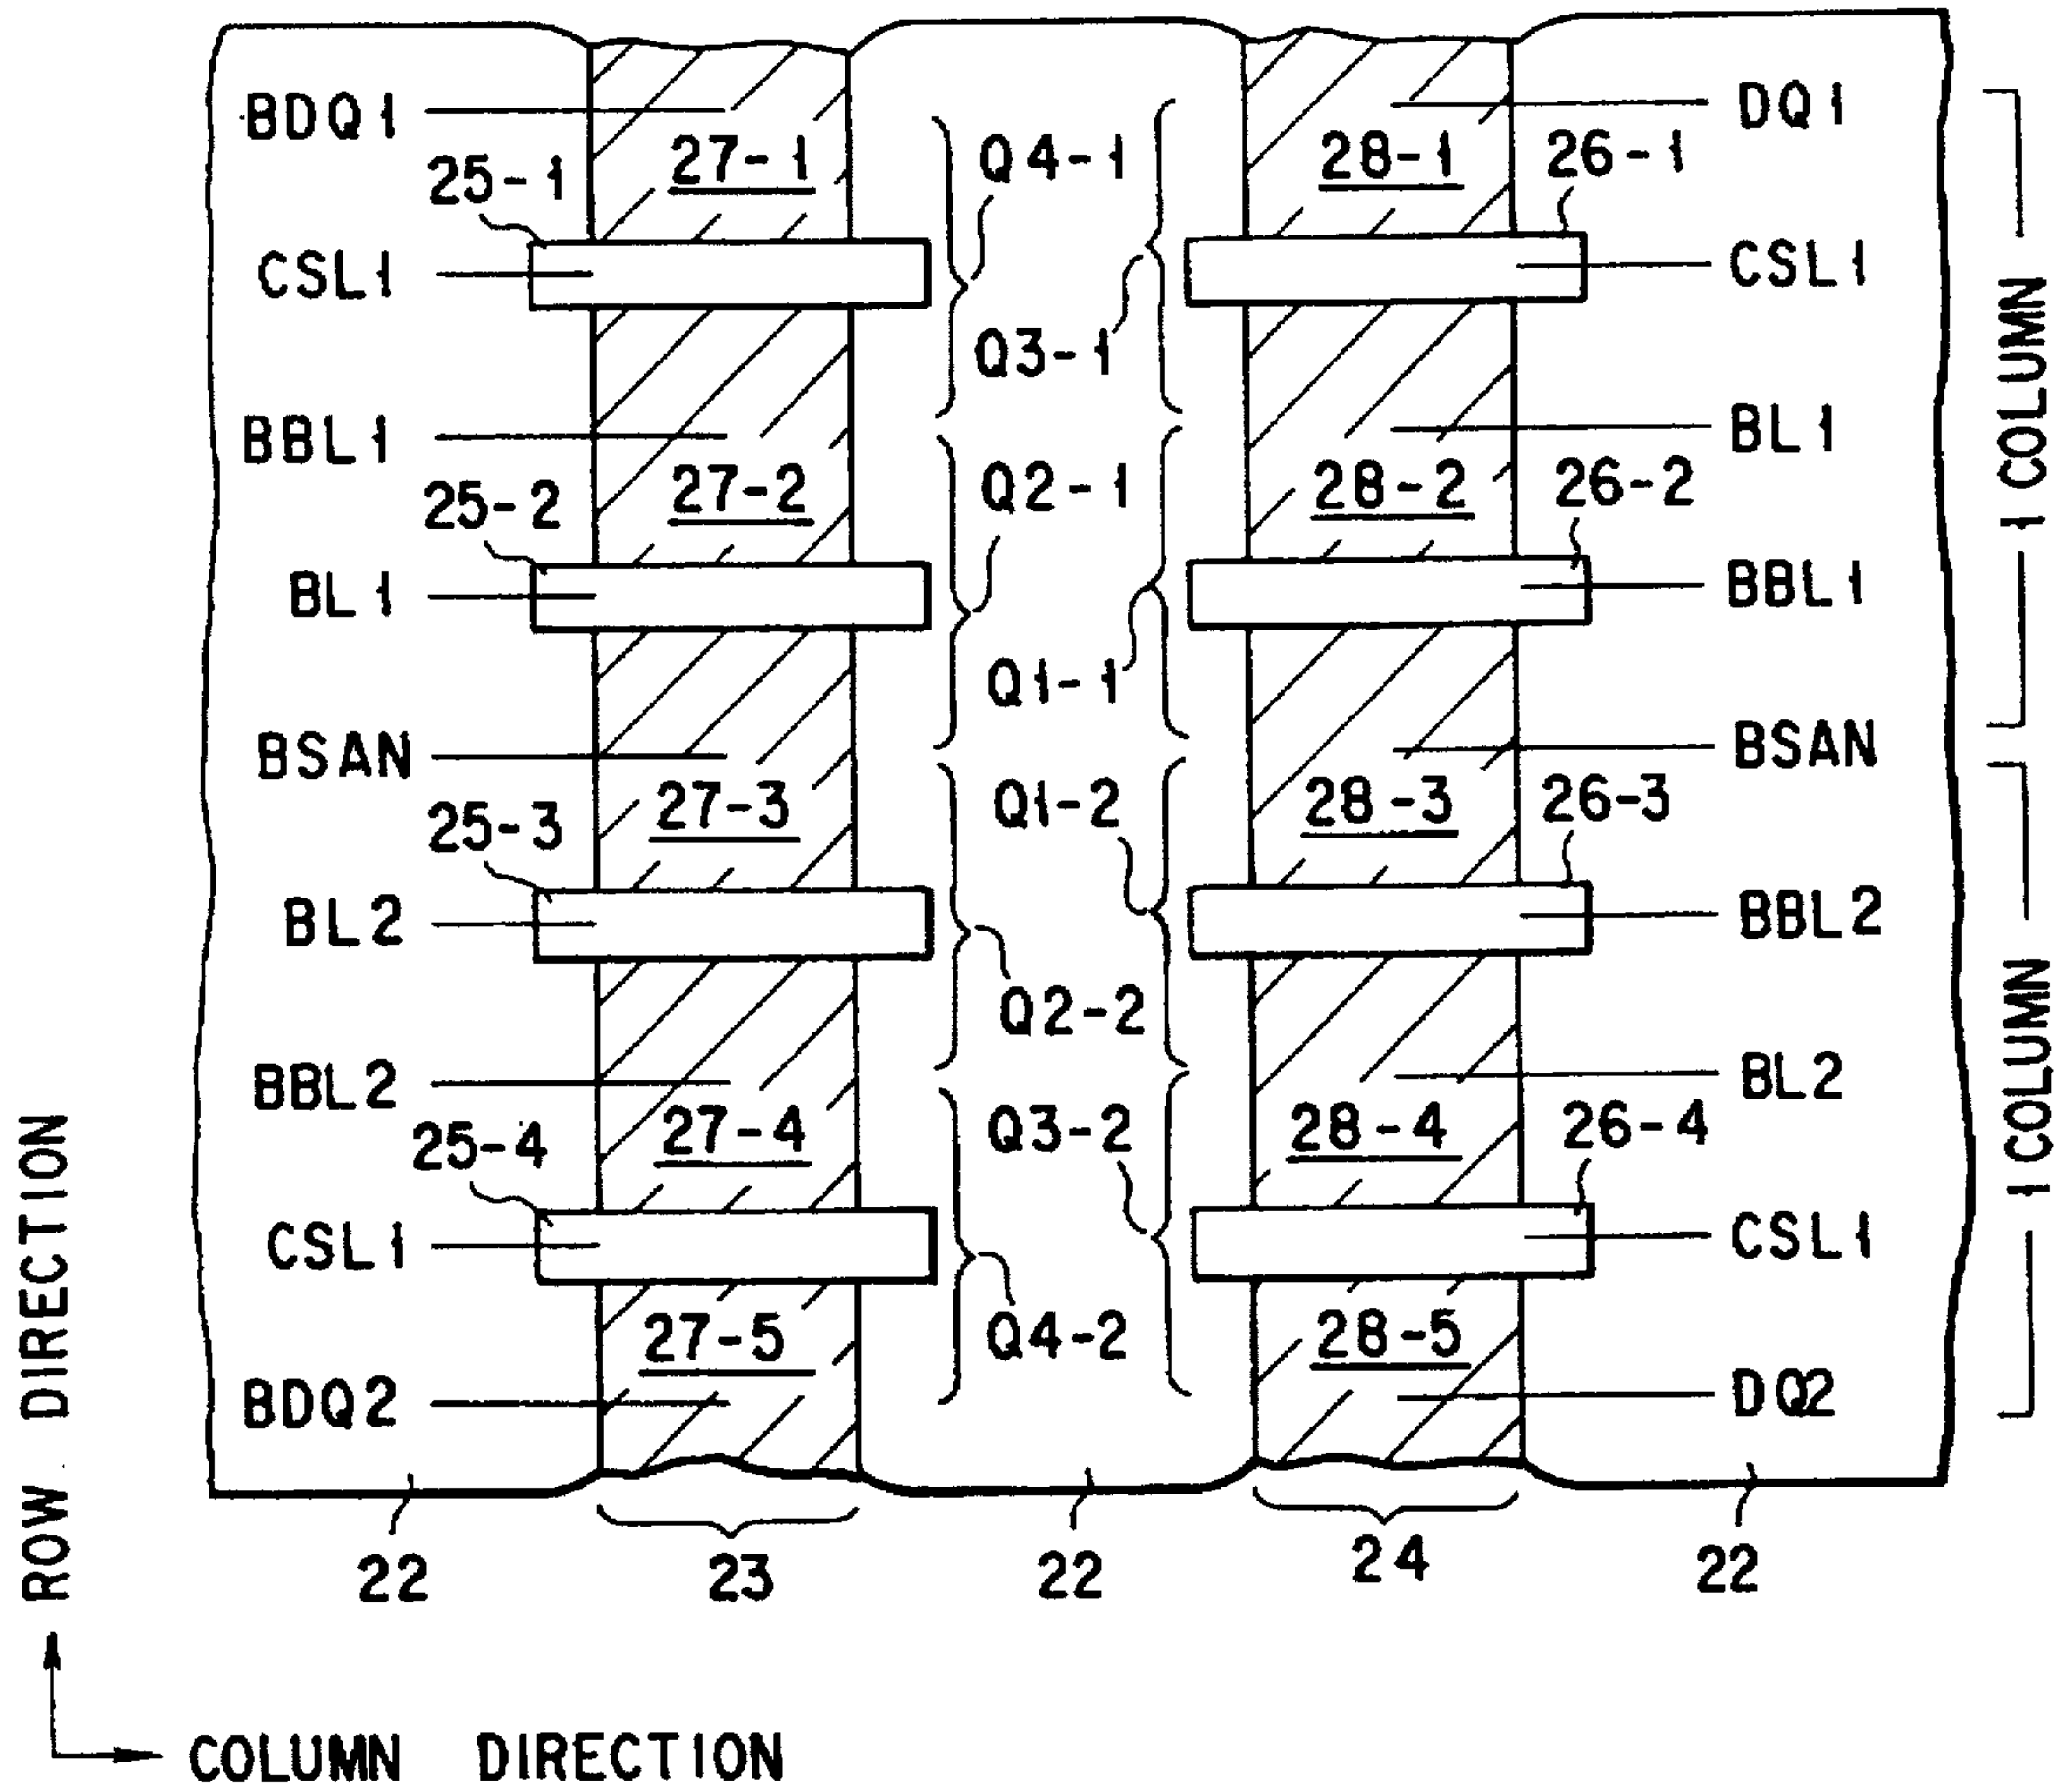 BDQ1
27-1
Q4-1
28-1
DQ1
25-1
26-1
CSL1
CSL1
Q3-1
BBL1
BL1
27-2
Q2-1
28-2
25-2
26-2
BL1
BBL1
Q1-1
BSAN
BSAN
27-3
Q1-2
28-3
25-3
26-3
BL2
BBL2
Q2-2
BBL2
BL2
27-4
Q3-2
28-4
25-4
26-4
CSL1
CSL1
27-5
Q4-2
28-5
BDQ2
DQ2
22
23
22
24
22
1 COLUMN
1 COLUMN
ROW DIRECTION
COLUMN DIRECTION